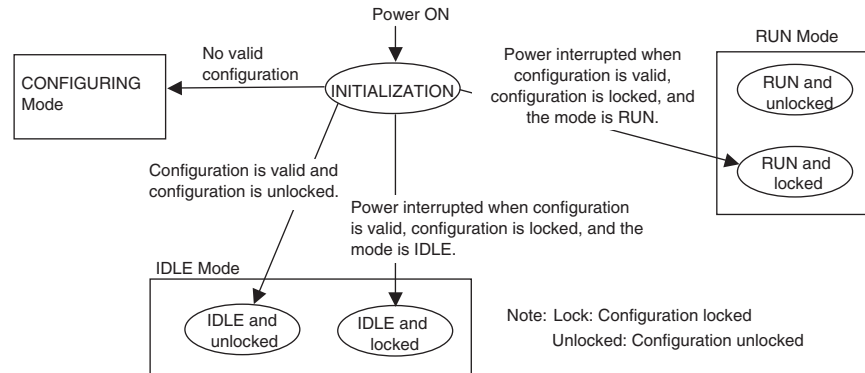 Power ON
No valid
configuration
CONFIGURING
Mode
INITIALIZATION
Power interrupted when
configuration is valid,
configuration is locked, and
the mode is RUN.
RUN Mode
RUN and
unlocked
RUN and
locked
Configuration is valid and
configuration is unlocked.
Power interrupted when configuration
is valid, configuration is locked, and the
mode is IDLE.
IDLE Mode
IDLE and
unlocked
IDLE and
locked
Note: Lock: Configuration locked
Unlocked: Configuration unlocked